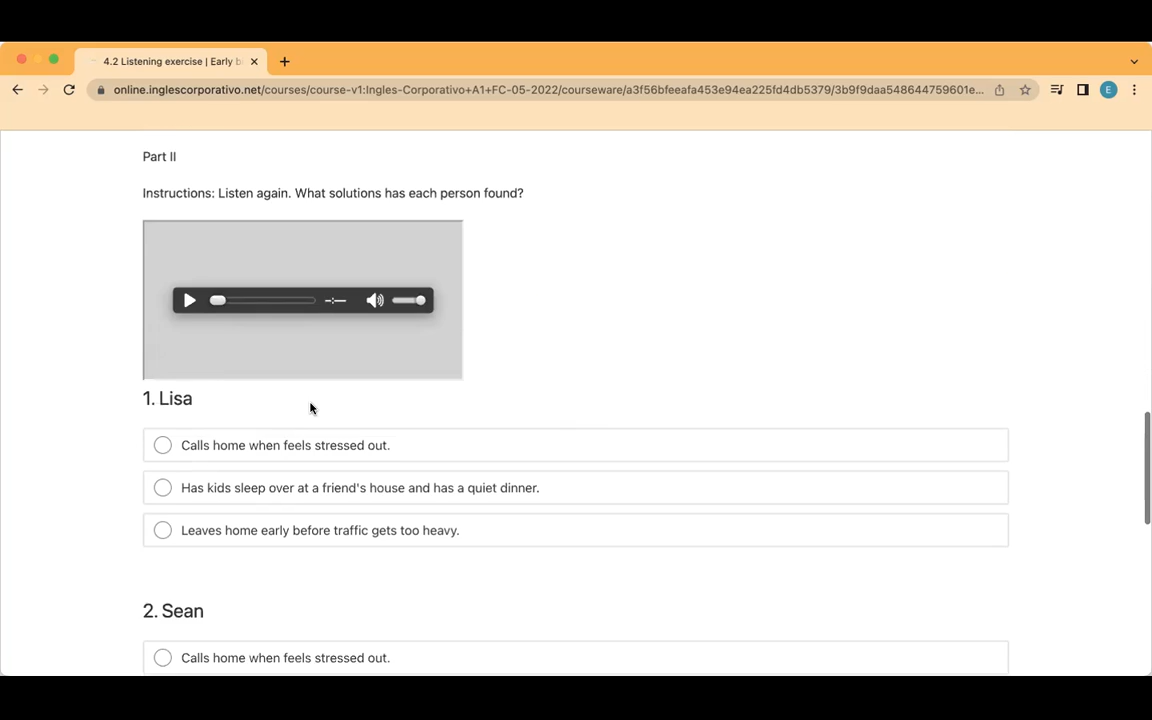 4.2 Listening exercise | Early b
online.inglescorporativo.net/courses/course-v1:Ingles-Corporativo+A1+FC-05-2022/courseware/a3f56bfeeafa453e94ea225fd4db5379/3b9f9daa548644759601e...
E
Part II
Instructions: Listen again. What solutions has each person found?
--:--
1. Lisa
Calls home when feels stressed out.
Has kids sleep over at a friend's house and has a quiet dinner.
Leaves home early before traffic gets too heavy.
2. Sean
Calls home when feels stressed out.